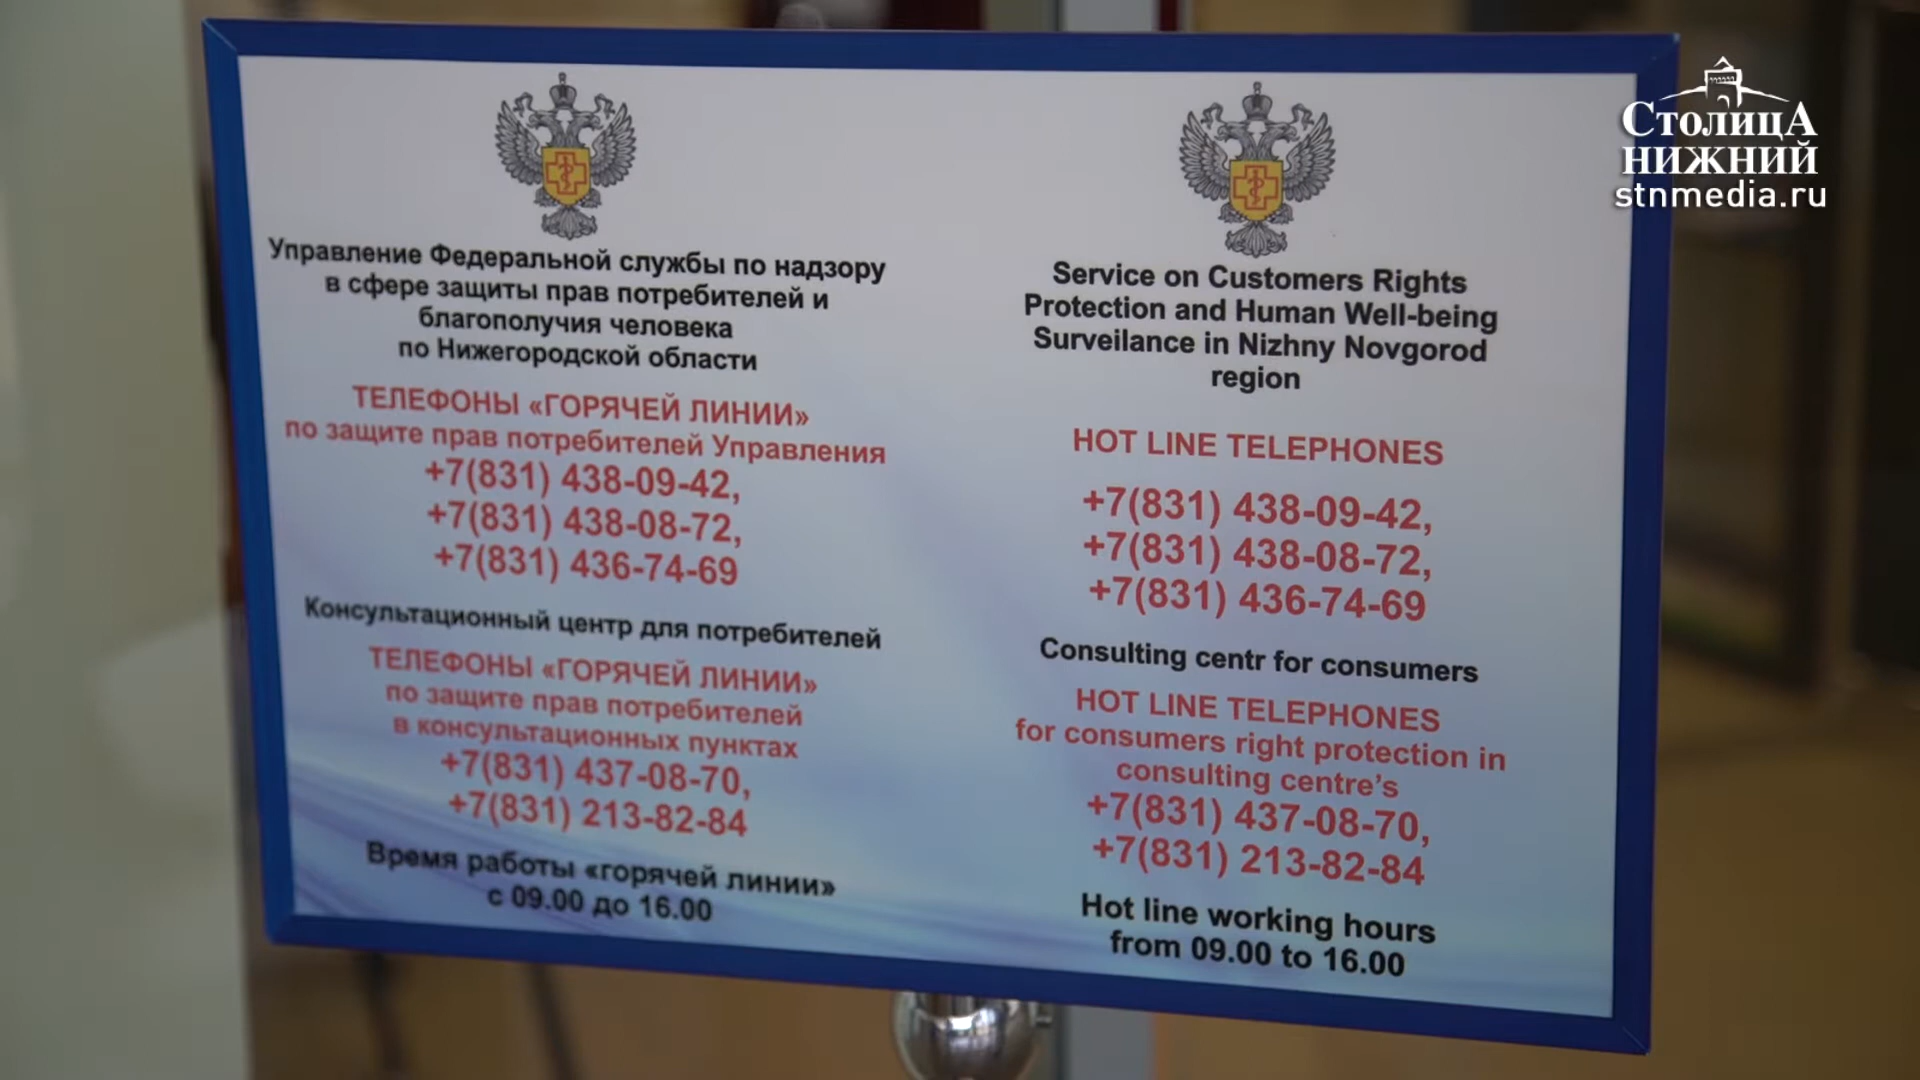 Управление Федеральной службы по надзору
в сфере защиты прав потребителей и
благополучия человека
по Нижегородской области
ТЕЛЕФОНЫ «ГОРЯЧЕЙ ЛИНИИ»
по защите прав потребителей Управления
+7(831) 438-09-42,
+7(831) 438-08-72,
+7(831) 436-74-69
Консультационный центр для потребителей
ТЕЛЕФОНЫ «ГОРЯЧЕЙ ЛИНИИ»
по защите прав потребителей
в консультационных пунктах
+7(831) 437-08-70,
+7(831) 213-82-84
Время работы «горячей линии»
с 09.00 до 16.00
Service on Customers Rights
Protection and Human Well-being
Surveilance in Nizhny Novgorod
region
HOT LINE TELEPHONES
+7(831) 438-09-42,
+7(831) 438-08-72,
+7(831) 436-74-69
Consulting centr for consumers
HOT LINE TELEPHONES
for consumers right protection in
consulting centre's
+7(831) 437-08-70,
+7(831) 213-82-84
Hot line working hours
from 09.00 to 16.00
СтолицА
нижний
stnmedia.ru